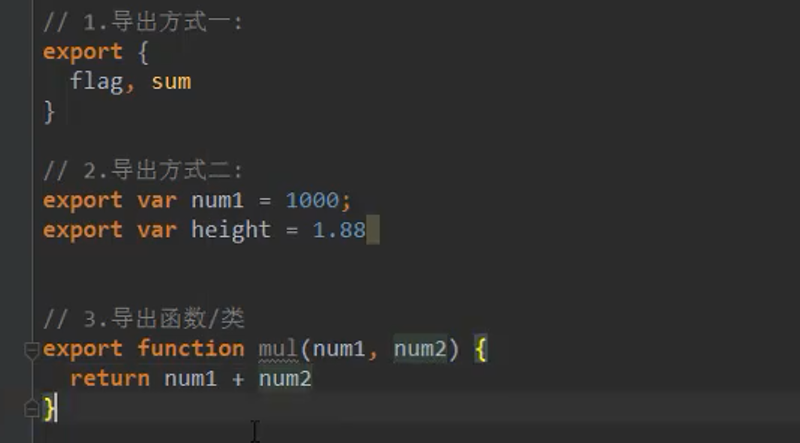 // 1.导出方式一:
export {
  flag, sum
}
// 2.导出方式二:
export var num1 = 1000;
export var height = 1.88
// 3.导出函数/类
export function mul(num1, num2) {
  return num1 + num2
}